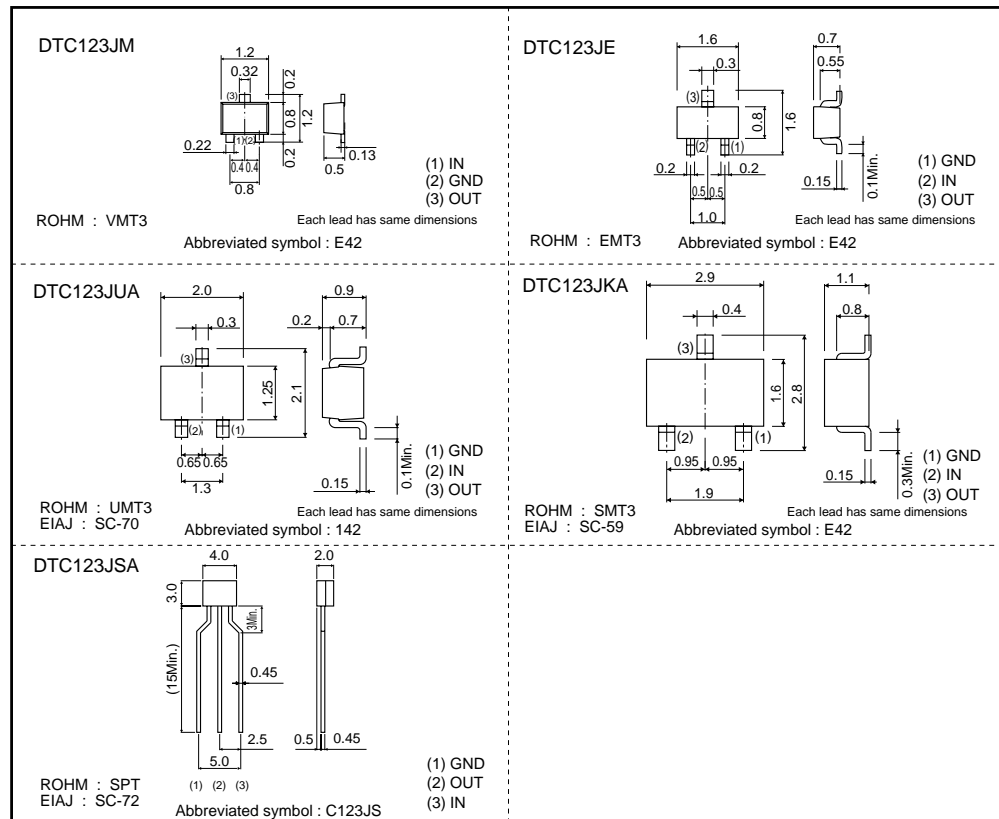 DTC123JM
1.2
0.32
0.2
(3)
0.8
1.2
(1) (2)
0.2
0.22
0.4 0.4
0.8
0.5
0.13
(1) IN
(2) GND
(3) OUT
ROHM : VMT3
Each lead has same dimensions
Abbreviated symbol : E42
DTC123JE
1.6
0.3
(3)
0.8
1.6
(2) (1)
0.2 0.2
0.5 0.5
1.0
0.7
0.55
0.15
0.1Min.
(1) GND
(2) IN
(3) OUT
ROHM : EMT3
Each lead has same dimensions
Abbreviated symbol : E42
DTC123JUA
2.0
0.3
(3)
1.25
2.1
(2) (1)
0.65 0.65
1.3
0.9
0.2 0.7
0.15
0.1Min.
(1) GND
(2) IN
(3) OUT
ROHM : UMT3
EIAJ : SC-70
Each lead has same dimensions
Abbreviated symbol : 142
DTC123JKA
2.9
0.4
(3)
1.6
2.8
(2) (1)
0.95 0.95
1.9
1.1
0.8
0.15
0.3Min.
(1) GND
(2) IN
(3) OUT
ROHM : SMT3
EIAJ : SC-59
Each lead has same dimensions
Abbreviated symbol : E42
DTC123JSA
4.0
2.0
3.0
3Min.
(15Min.)
0.45
2.5
5.0
0.5 0.45
(1) (2) (3)
(1) GND
(2) OUT
(3) IN
ROHM : SPT
EIAJ : SC-72
Abbreviated symbol : C123JS